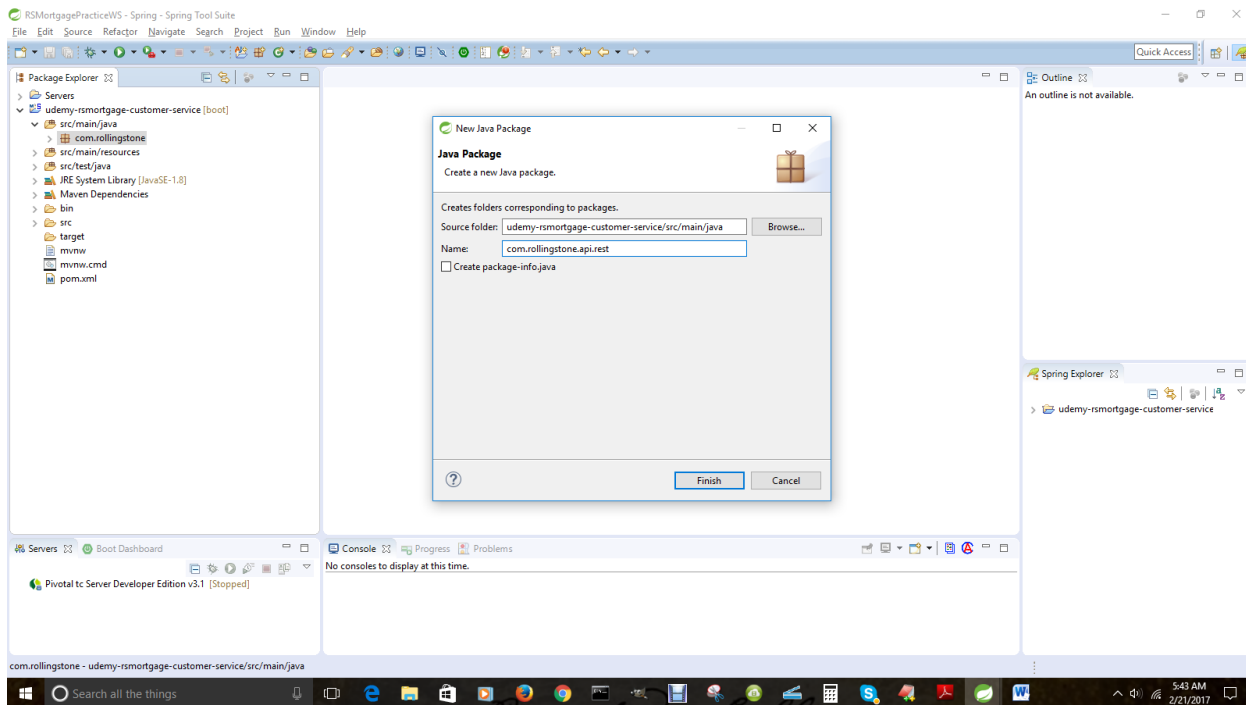 RSMortgagePracticeWS - Spring - Spring Tool Suite
File Edit Source Refactor Navigate Search Project Run Window Help
Quick Access
Package Explorer
Servers
udemy-rsmortgage-customer-service [boot]
src/main/java
com.rollingstone
src/main/resources
src/test/java
JRE System Library [JavaSE-1.8]
Maven Dependencies
bin
src
target
mvnw
mvnw.cmd
pom.xml
New Java Package
Java Package
Create a new Java package.
Creates folders corresponding to packages.
Source folder: udemy-rsmortgage-customer-service/src/main/java Browse...
Name: com.rollingstone.api.rest
Create package-info.java
Finish Cancel
Outline
An outline is not available.
Spring Explorer
udemy-rsmortgage-customer-service
Servers Boot Dashboard
Pivotal tc Server Developer Edition v3.1 [Stopped]
Console Progress Problems
No consoles to display at this time.
com.rollingstone - udemy-rsmortgage-customer-service/src/main/java
Search all the things
5:43 AM
2/21/2017